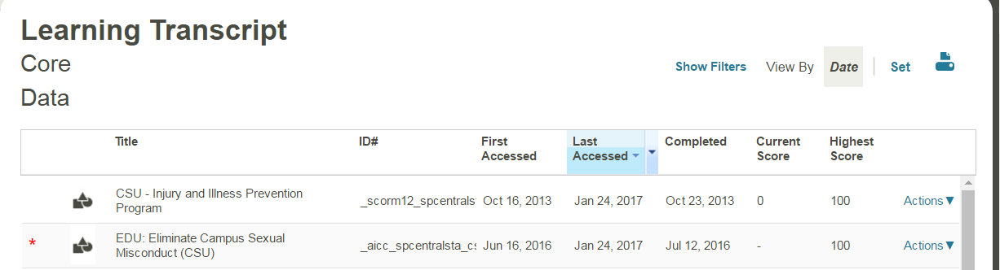 Learning Transcript
Core
Data
Show Filters View By Date Set
Title ID# First Accessed Last Accessed Completed Current Score Highest Score
CSU - Injury and Illness Prevention
Program
_scorm12_spcentrals Oct 16, 2013 Jan 24, 2017 Oct 23, 2013 0 100 Actions▼
* EDU: Eliminate Campus Sexual
Misconduct (CSU)
_aicc_spcentralsta_cs Jun 16, 2016 Jan 24, 2017 Jul 12, 2016 - 100 Actions▼